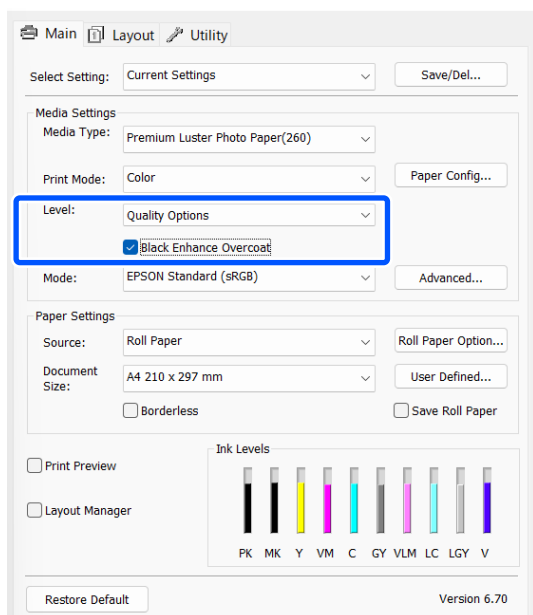 Main Layout Utility
Select Setting: Current Settings Save/Del...
Media Settings
Media Type: Premium Luster Photo Paper(260)
Print Mode: Color Paper Config...
Level: Quality Options
Black Enhance Overcoat
Mode: EPSON Standard (sRGB) Advanced...
Paper Settings
Source: Roll Paper Roll Paper Option...
Document
Size: A4 210 x 297 mm User Defined...
Borderless Save Roll Paper
Ink Levels
Print Preview
Layout Manager
PK MK Y VM C GY VLM LC LGY V
Restore Default Version 6.70